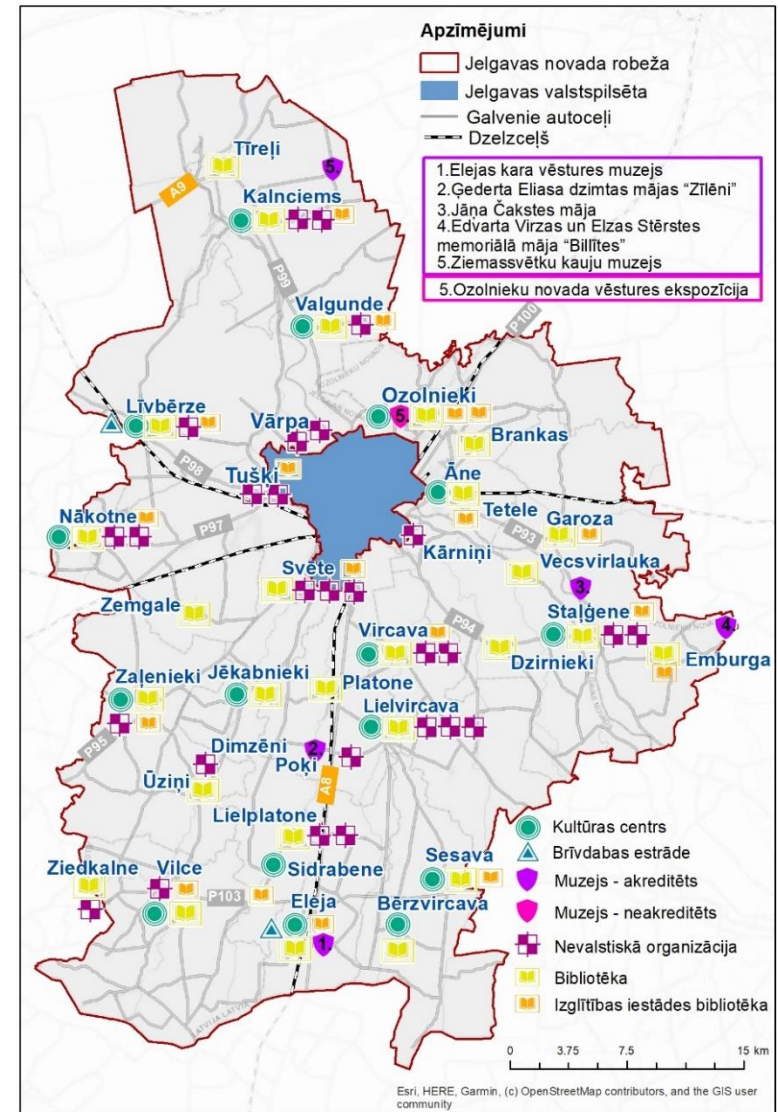 Apzīmējumi
Jelgavas novada robeža
Jelgavas valstspilsēta
Galvenie autoceļi
Dzelzceļš
1.Elejas kara vēstures muzejs
2.Ģederta Eliasa dzimtas mājas "Zīlēni"
3.Jāņa Čakstes māja
4.Edvarta Virzas un Elzas Stērstes
memoriālā māja "Billītes"
5.Ziemassvētku kauju muzejs
5.Ozolnieku novada vēstures ekspozīcija
Tīreļi
5.
A9
Kalnciems
P99
Valgunde
P100
Līvbērze
Vārpa
Ozolnieki
5.
Brankas
P98
Tušķi
Āne
Tetele
Nākotne
P97
Kārniņi
P93
Garoza
Vecsvirlauka
Svēte
3.
Zemgale
P94
Staļģene
4.
Vircava
Dzirnieki
Emburga
Zaļenieki
Jēkabnieki
Platone
Lielvircava
P95
Dimzēni
2.
Poķi
Ūziņi
A8
Lielplatone
Ziedkalne
Vilce
Sidrabene
Sesava
P103
Eleja
Bērzvircava
1.
LATVIJA
Kultūras centrs
Brīvdabas estrāde
Muzejs - akreditēts
Muzejs - neakreditēts
Nevalstiskā organizācija
Bibliotēka
Izglītības iestādes bibliotēka
0 3.75 7.5 15 km
Esri, HERE, Garmin, (c) OpenStreetMap contributors, and the GIS user
community